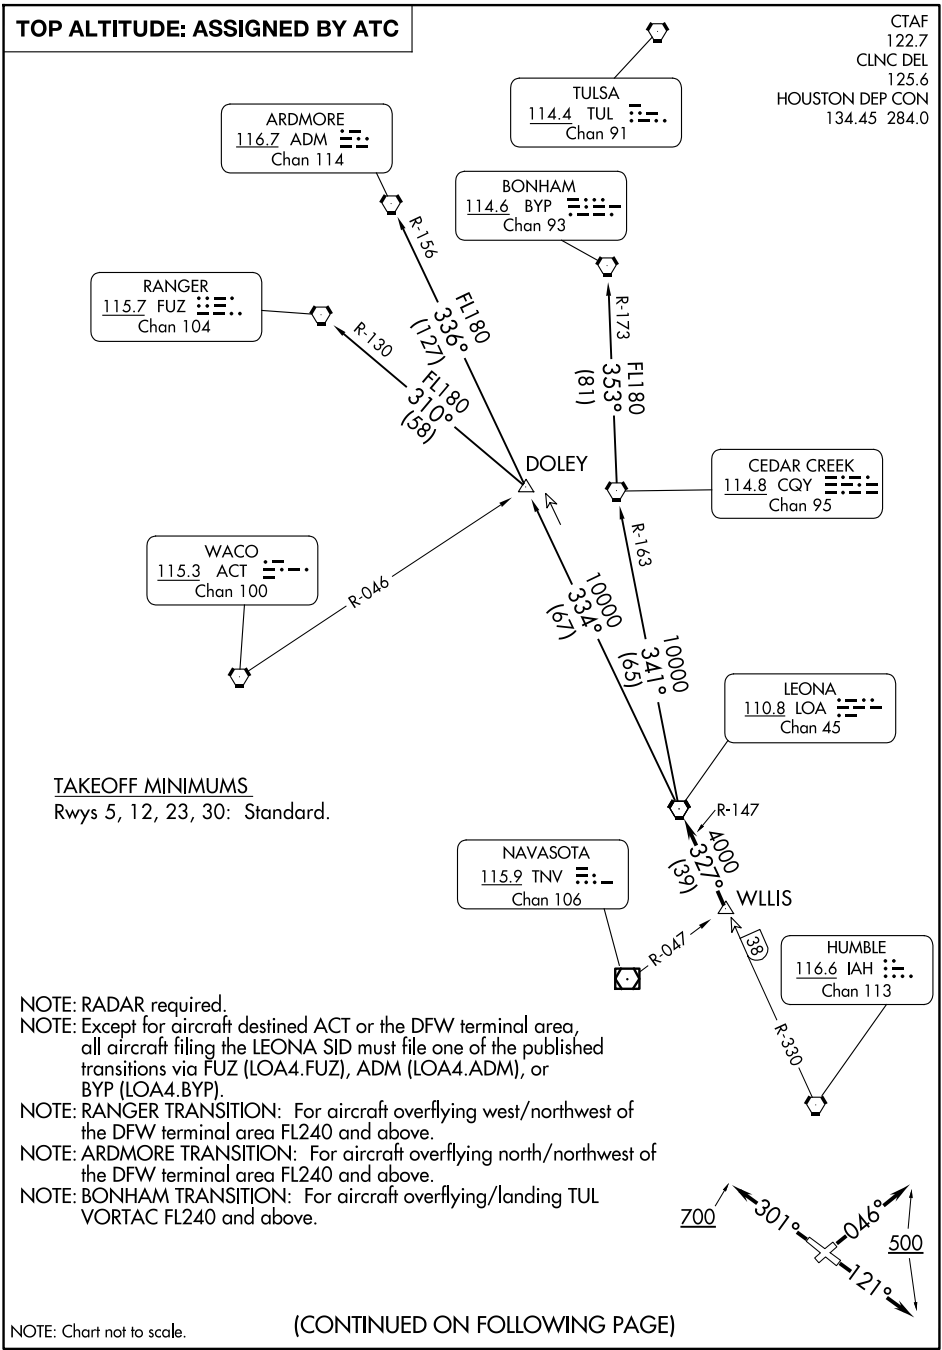 TOP ALTITUDE: ASSIGNED BY ATC
CTAF
122.7
CLNC DEL
125.6
HOUSTON DEP CON
134.45 284.0
TULSA
114.4 TUL
Chan 91
ARDMORE
116.7 ADM
Chan 114
BONHAM
114.6 BYP
Chan 93
R-156
RANGER
115.7 FUZ
Chan 104
R-130
FL180
336°
(127)
R-173
FL180
353°
(81)
FL180
310°
(58)
DOLEY
CEDAR CREEK
114.8 CQY
Chan 95
WACO
115.3 ACT
Chan 100
R-046
R-163
10000
334°
(67)
10000
341°
(65)
LEONA
110.8 LOA
Chan 45
TAKEOFF MINIMUMS
Rwys 5, 12, 23, 30: Standard.
R-147
4000
327°
(39)
NAVASOTA
115.9 TNV
Chan 106
WLLIS
R-047
38
HUMBLE
116.6 IAH
Chan 113
R-330
NOTE: RADAR required.
NOTE: Except for aircraft destined ACT or the DFW terminal area,
all aircraft filing the LEONA SID must file one of the published
transitions via FUZ (LOA4.FUZ), ADM (LOA4.ADM), or
BYP (LOA4.BYP).
NOTE: RANGER TRANSITION: For aircraft overflying west/northwest of
the DFW terminal area FL240 and above.
NOTE: ARDMORE TRANSITION: For aircraft overflying north/northwest of
the DFW terminal area FL240 and above.
NOTE: BONHAM TRANSITION: For aircraft overflying/landing TUL
VORTAC FL240 and above.
700
301°
046°
500
121°
NOTE: Chart not to scale.
(CONTINUED ON FOLLOWING PAGE)